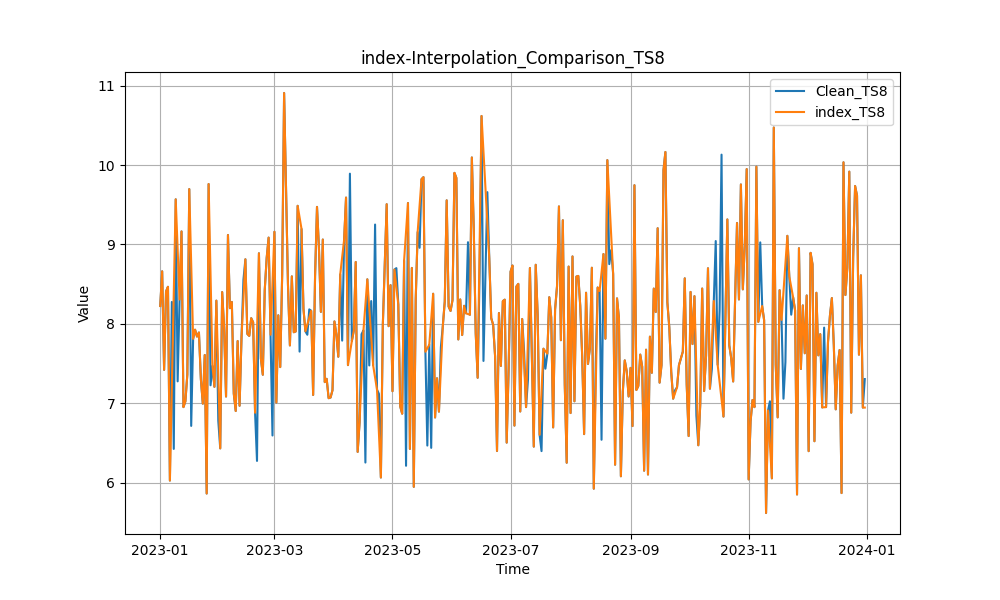 index-Interpolation_Comparison_TS8
11
10
9
8
7
6
Value
Clean_TS8
index_TS8
2023-01
2023-03
2023-05
2023-07
2023-09
2023-11
2024-01
Time